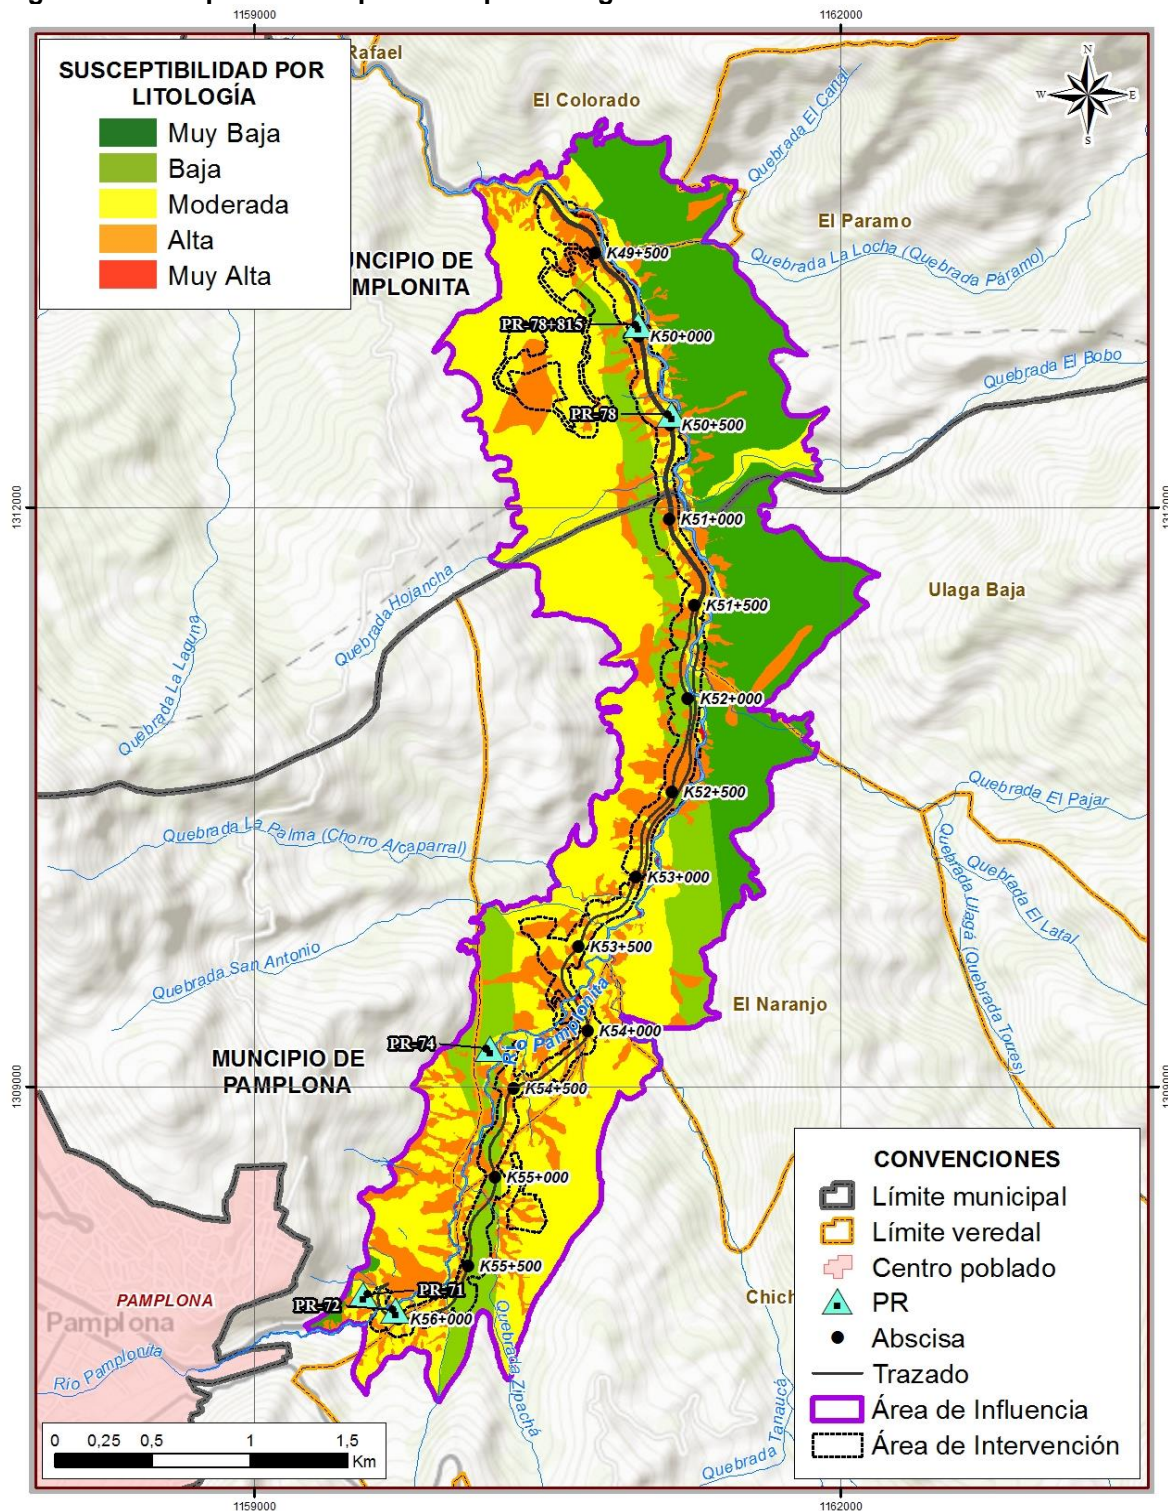 1159000
1162000
SUSCEPTIBILIDAD POR
LITOLOGÍA
Muy Baja
Baja
Moderada
Alta
Muy Alta
Rafael
El Colorado
N
W
E
S
Quebrada El Canal
El Paramo
Quebrada La Locha (Quebrada Páramo)
UNCIPIO DE
MPLONITA
K49+500
PR-78+815
K50+000
Quebrada El Bobo
PR-78
K50+500
1312000
1312000
K51+000
Quebrada Hojancha
Quebrada La Laguna
Ulaga Baja
K51+500
K52+000
K52+500
Quebrada El Pajar
Quebrada La Palma (Chorro Alcaparral)
Quebrada Ulagá (Quebrada Torres)
Quebrada El Latal
K53+000
K53+500
Quebrada San Antonio
El Naranjo
Río Pamplonita
K54+000
PR-74
MUNCIPIO DE
PAMPLONA
K54+500
1309000
1309000
K55+000
K55+500
PR-71
PR-72
K56+000
PAMPLONA
Pamplona
Río Pamplonita
Quebrada Zipachá
Chich
Quebrada Tanaucá
CONVENCIONES
Límite municipal
Límite veredal
Centro poblado
PR
Abscisa
Trazado
Área de Influencia
Área de Intervención
0 0,25 0,5 1 1,5
Km
1159000
1162000